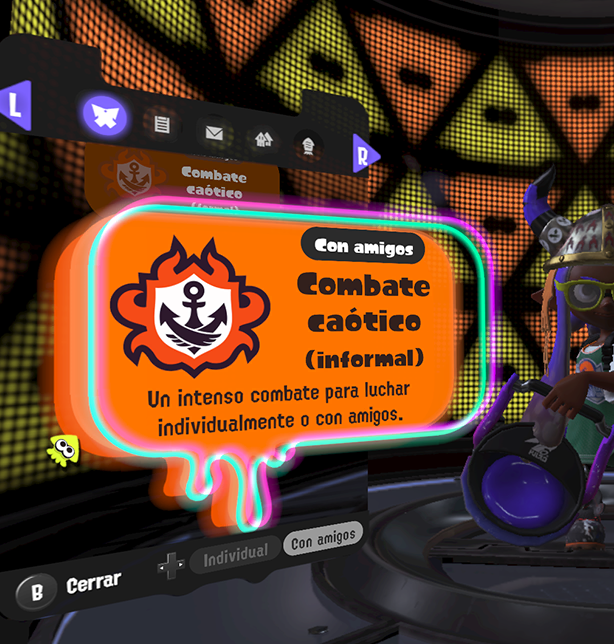 L
R
Combate
caótico
(informal)
Con amigos
Combate
caótico
(informal)
Un intenso combate para luchar
individualmente o con amigos.
B Cerrar
Individual
Con amigos